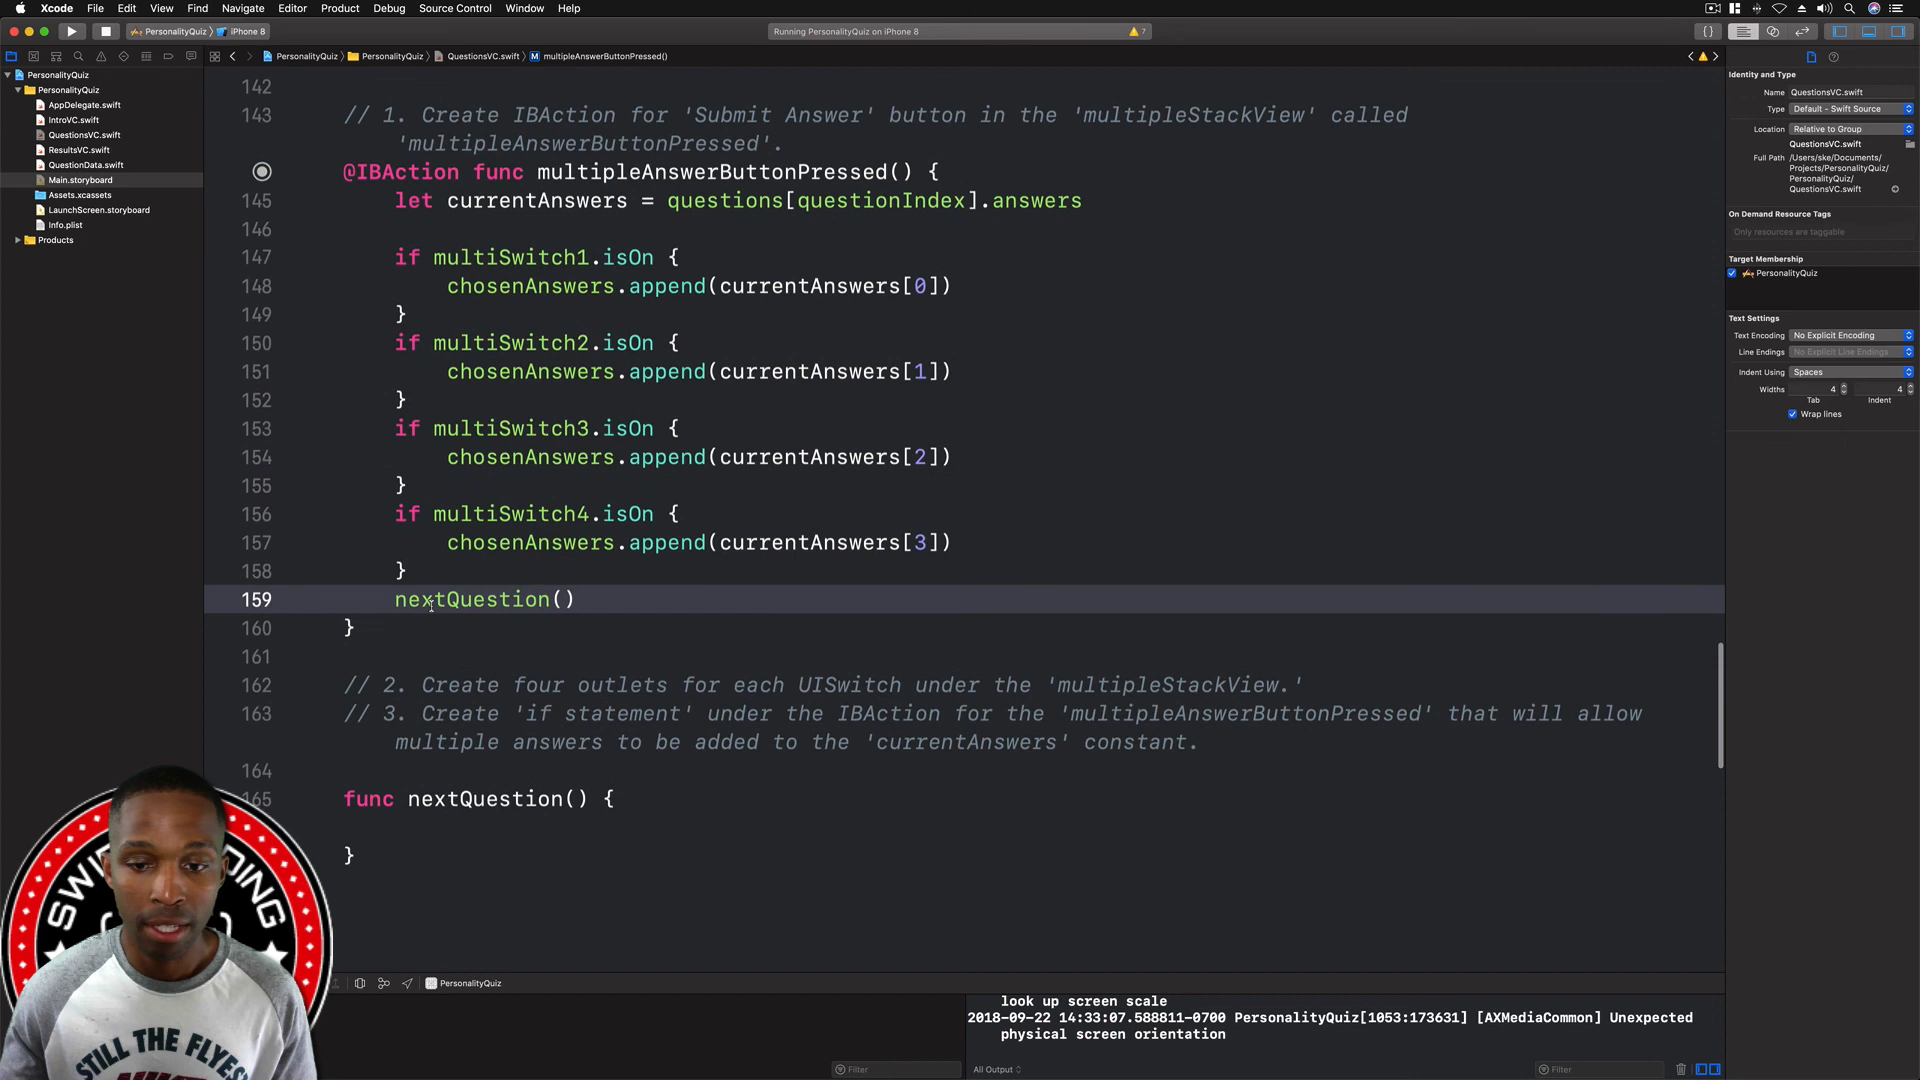 Xcode File Edit View Find Navigate Editor Product Debug Source Control Window Help
PersonalityQuiz iPhone 8
Running PersonalityQuiz on iPhone 8
7
PersonalityQuiz PersonalityQuiz QuestionsVC.swift M multipleAnswerButtonPressed()
PersonalityQuiz
PersonalityQuiz
AppDelegate.swift
IntroVC.swift
QuestionsVC.swift
ResultsVC.swift
QuestionData.swift
Main.storyboard
Assets.xcassets
LaunchScreen.storyboard
Info.plist
Products
142
143 // 1. Create IBAction for 'Submit Answer' button in the 'multipleStackView' called
'multipleAnswerButtonPressed'.
@IBAction func multipleAnswerButtonPressed() {
145 let currentAnswers = questions[questionIndex].answers
146
147 if multiSwitch1.isOn {
148 chosenAnswers.append(currentAnswers[0])
149 }
150 if multiSwitch2.isOn {
151 chosenAnswers.append(currentAnswers[1])
152 }
153 if multiSwitch3.isOn {
154 chosenAnswers.append(currentAnswers[2])
155 }
156 if multiSwitch4.isOn {
157 chosenAnswers.append(currentAnswers[3])
158 }
159 nextQuestion()
160 }
161
162 // 2. Create four outlets for each UISwitch under the 'multipleStackView.'
163 // 3. Create 'if statement' under the IBAction for the 'multipleAnswerButtonPressed' that will allow
multiple answers to be added to the 'currentAnswers' constant.
164
165 func nextQuestion() {
}
PersonalityQuiz
look up screen scale
2018-09-22 14:33:07.588811-0700 PersonalityQuiz[1053:173631] [AXMediaCommon] Unexpected
physical screen orientation
Filter
All Output
Filter
Identity and Type
Name QuestionsVC.swift
Type Default - Swift Source
Location Relative to Group
QuestionsVC.swift
Full Path /Users/ske/Documents/
Projects/PersonalityQuiz/
PersonalityQuiz/
QuestionsVC.swift
On Demand Resource Tags
Only resources are taggable
Target Membership
PersonalityQuiz
Text Settings
Text Encoding No Explicit Encoding
Line Endings No Explicit Line Endings
Indent Using Spaces
Widths 4 4
Tab Indent
Wrap lines
STILL THE FLYES